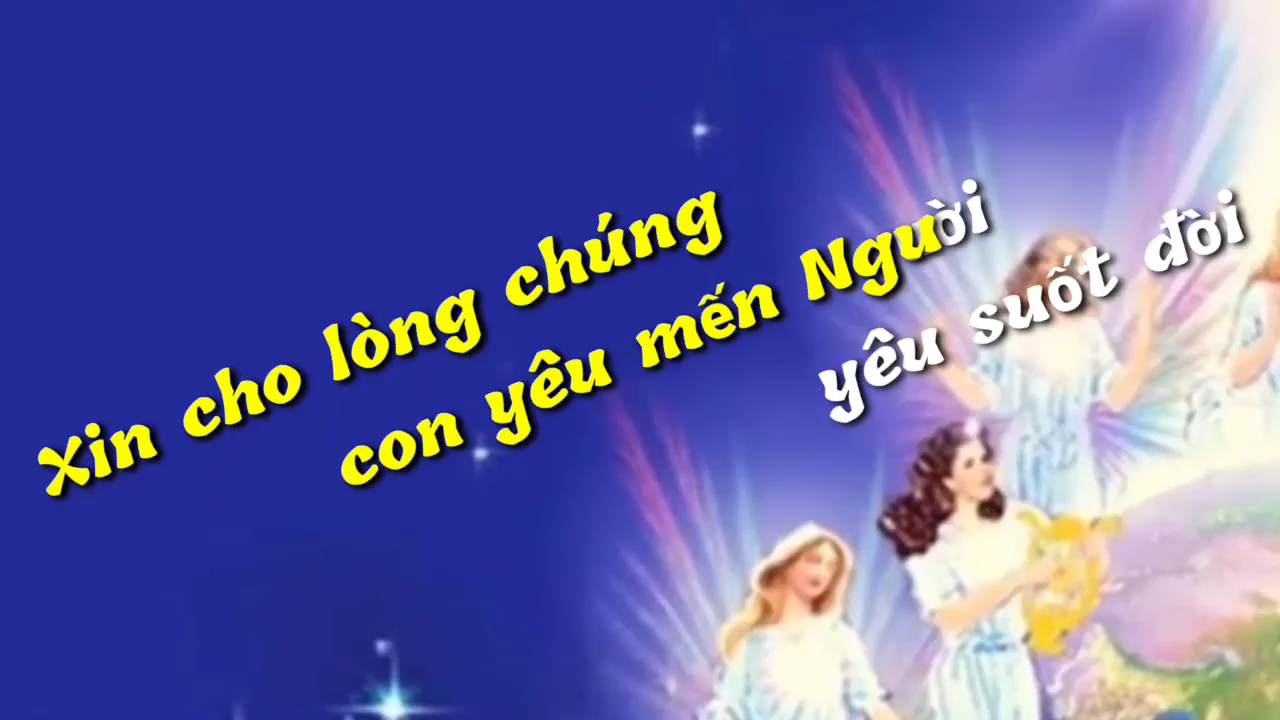 Xin cho lòng chúng
con yêu mến Người
yêu suốt đời